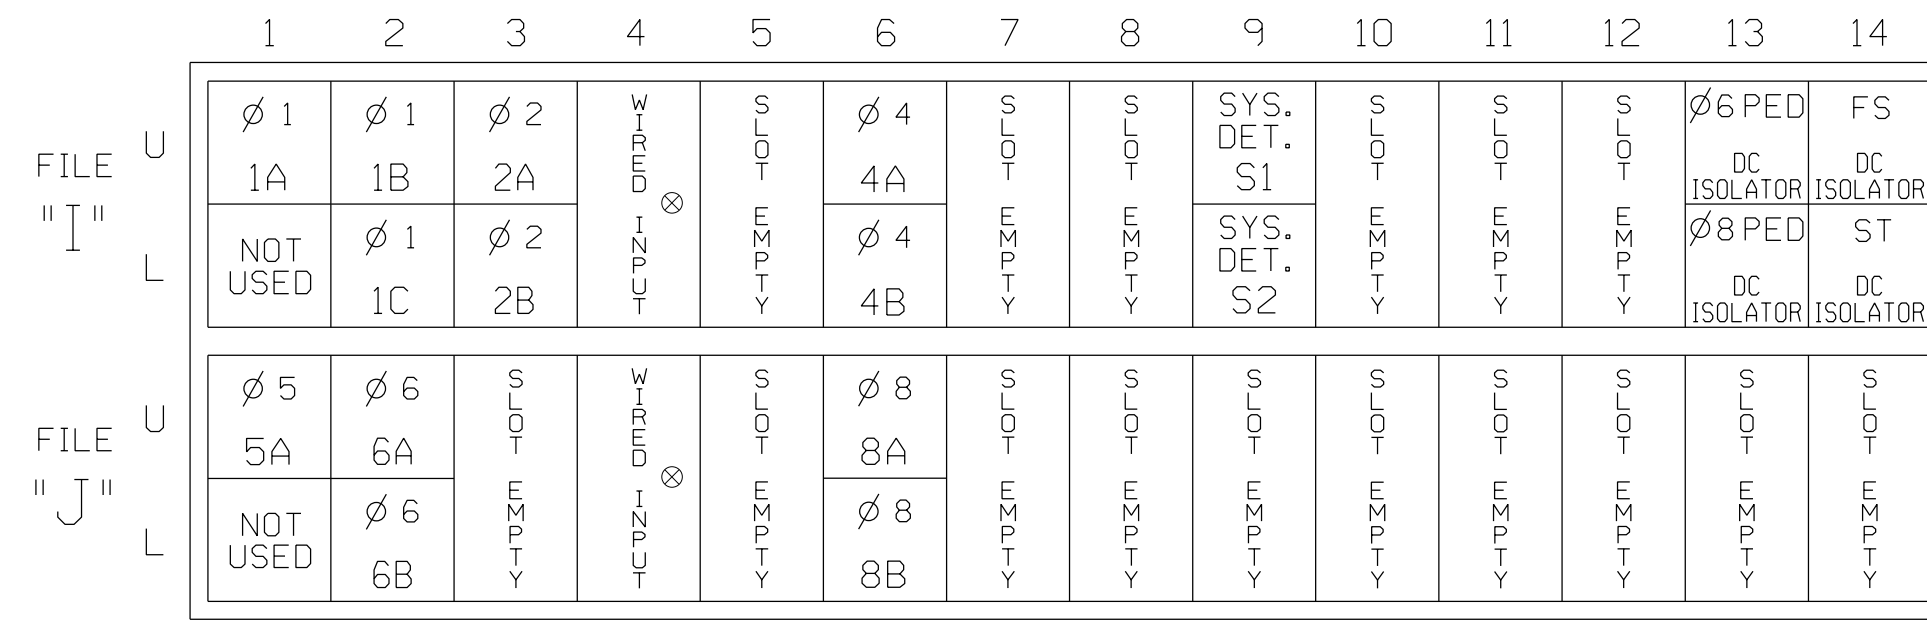 1 2 3 4 5 6 7 8 9 10 11 12 13 14
FILE "I"
U
L
Ø 1
1A
NOT
USED
Ø 1
1B
Ø 1
1C
Ø 2
2A
Ø 2
2B
WIRED INPUT
SLOT EMPTY
Ø 4
4A
Ø 4
4B
SLOT EMPTY
SLOT EMPTY
SYS.
DET.
S1
SYS.
DET.
S2
SLOT EMPTY
SLOT EMPTY
SLOT EMPTY
Ø6 PED
DC
ISOLATOR
Ø8 PED
DC
ISOLATOR
FS
DC
ISOLATOR
ST
DC
ISOLATOR
FILE
"J"
U
L
Ø 5
5A
NOT
USED
Ø 6
6A
Ø 6
6B
SLOT EMPTY
WIRED INPUT
SLOT EMPTY
Ø 8
8A
Ø 8
8B
SLOT EMPTY
SLOT EMPTY
SLOT EMPTY
SLOT EMPTY
SLOT EMPTY
SLOT EMPTY
SLOT EMPTY
SLOT EMPTY